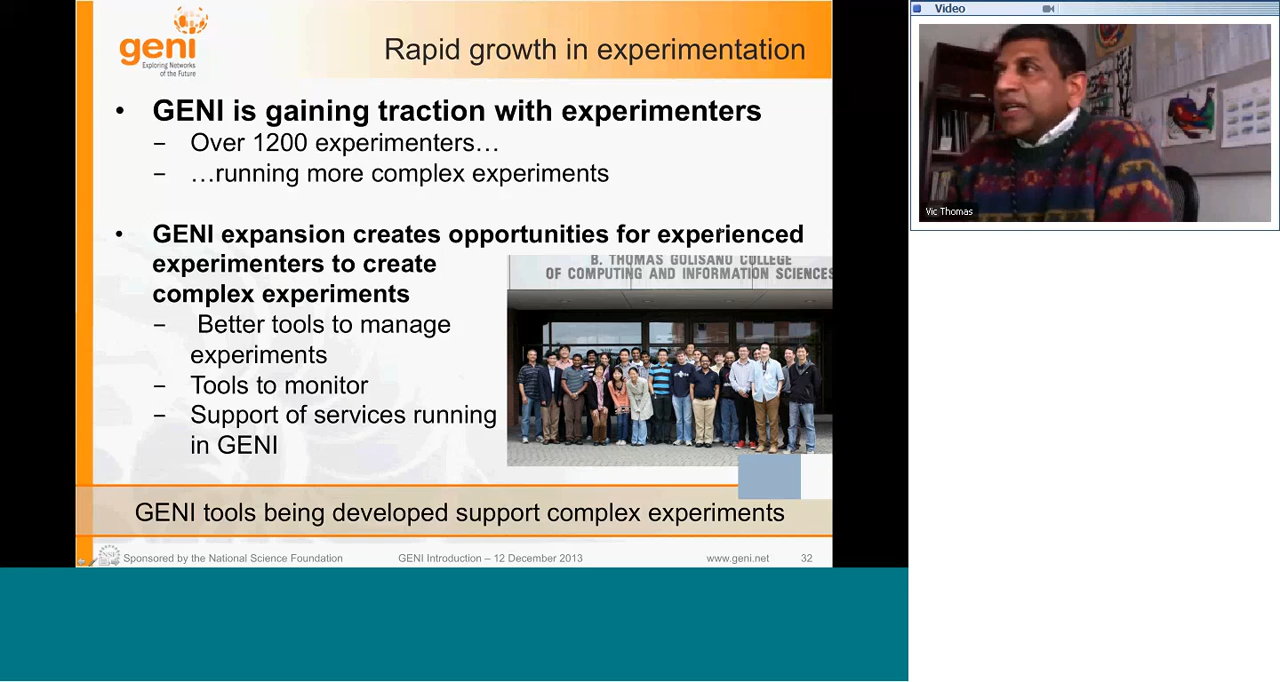 geni
Exploring Networks
of the Future
Rapid growth in experimentation
• GENI is gaining traction with experimenters
– Over 1200 experimenters…
– …running more complex experiments
• GENI expansion creates opportunities for experienced
experimenters to create
complex experiments
– Better tools to manage
experiments
– Tools to monitor
– Support of services running
in GENI
B. THOMAS GOLISANO COLLEGE
OF COMPUTING AND INFORMATION SCIENCES
GENI tools being developed support complex experiments
NSF
Sponsored by the National Science Foundation
GENI Introduction – 12 December 2013
www.geni.net
32
Video
Vic Thomas